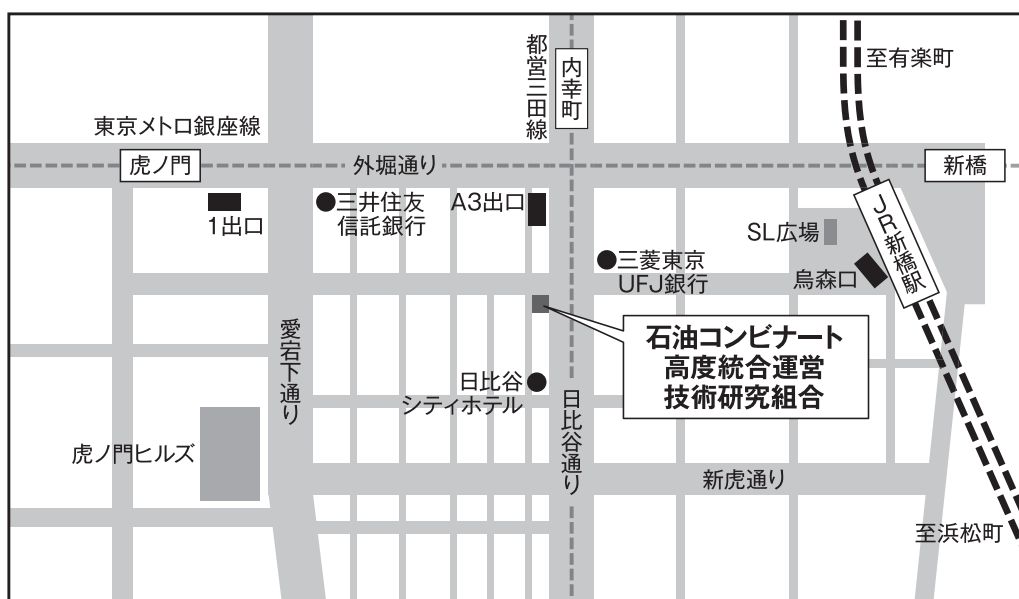 都営三田線
内幸町
至有楽町
東京メトロ銀座線
虎ノ門
外堀通り
新橋
1出口
三井住友
信託銀行
A3出口
SL広場
JR新橋駅
三菱東京
UFJ銀行
烏森口
愛宕下通り
石油コンビナート
高度統合運営
技術研究組合
日比谷
シティホテル
日比谷通り
虎ノ門ヒルズ
新虎通り
至浜松町